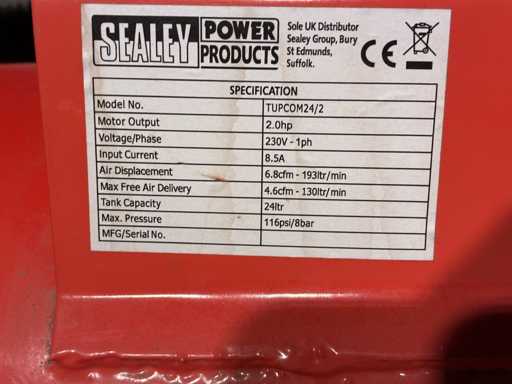 SEALEY POWER PRODUCTS
Sole UK Distributor
Sealey Group, Bury
St Edmunds,
Suffolk.
CE
SPECIFICATION
Model No. TUPCOM24/2
Motor Output 2.0hp
Voltage/Phase 230V - 1ph
Input Current 8.5A
Air Displacement 6.8cfm - 193ltr/min
Max Free Air Delivery 4.6cfm - 130ltr/min
Tank Capacity 24ltr
Max. Pressure 116psi/8bar
MFG/Serial No.